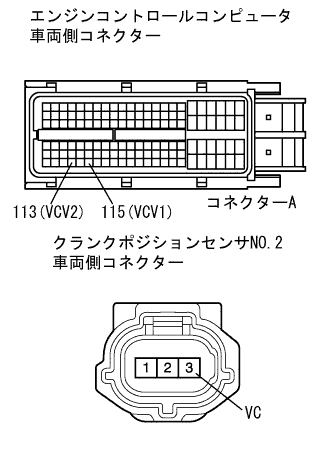 エンジンコントロールコンピュータ
車両側コネクター
113(VCV2) 115(VCV1) コネクターA
クランクポジションセンサNO.2
車両側コネクター
1 2 3
VC